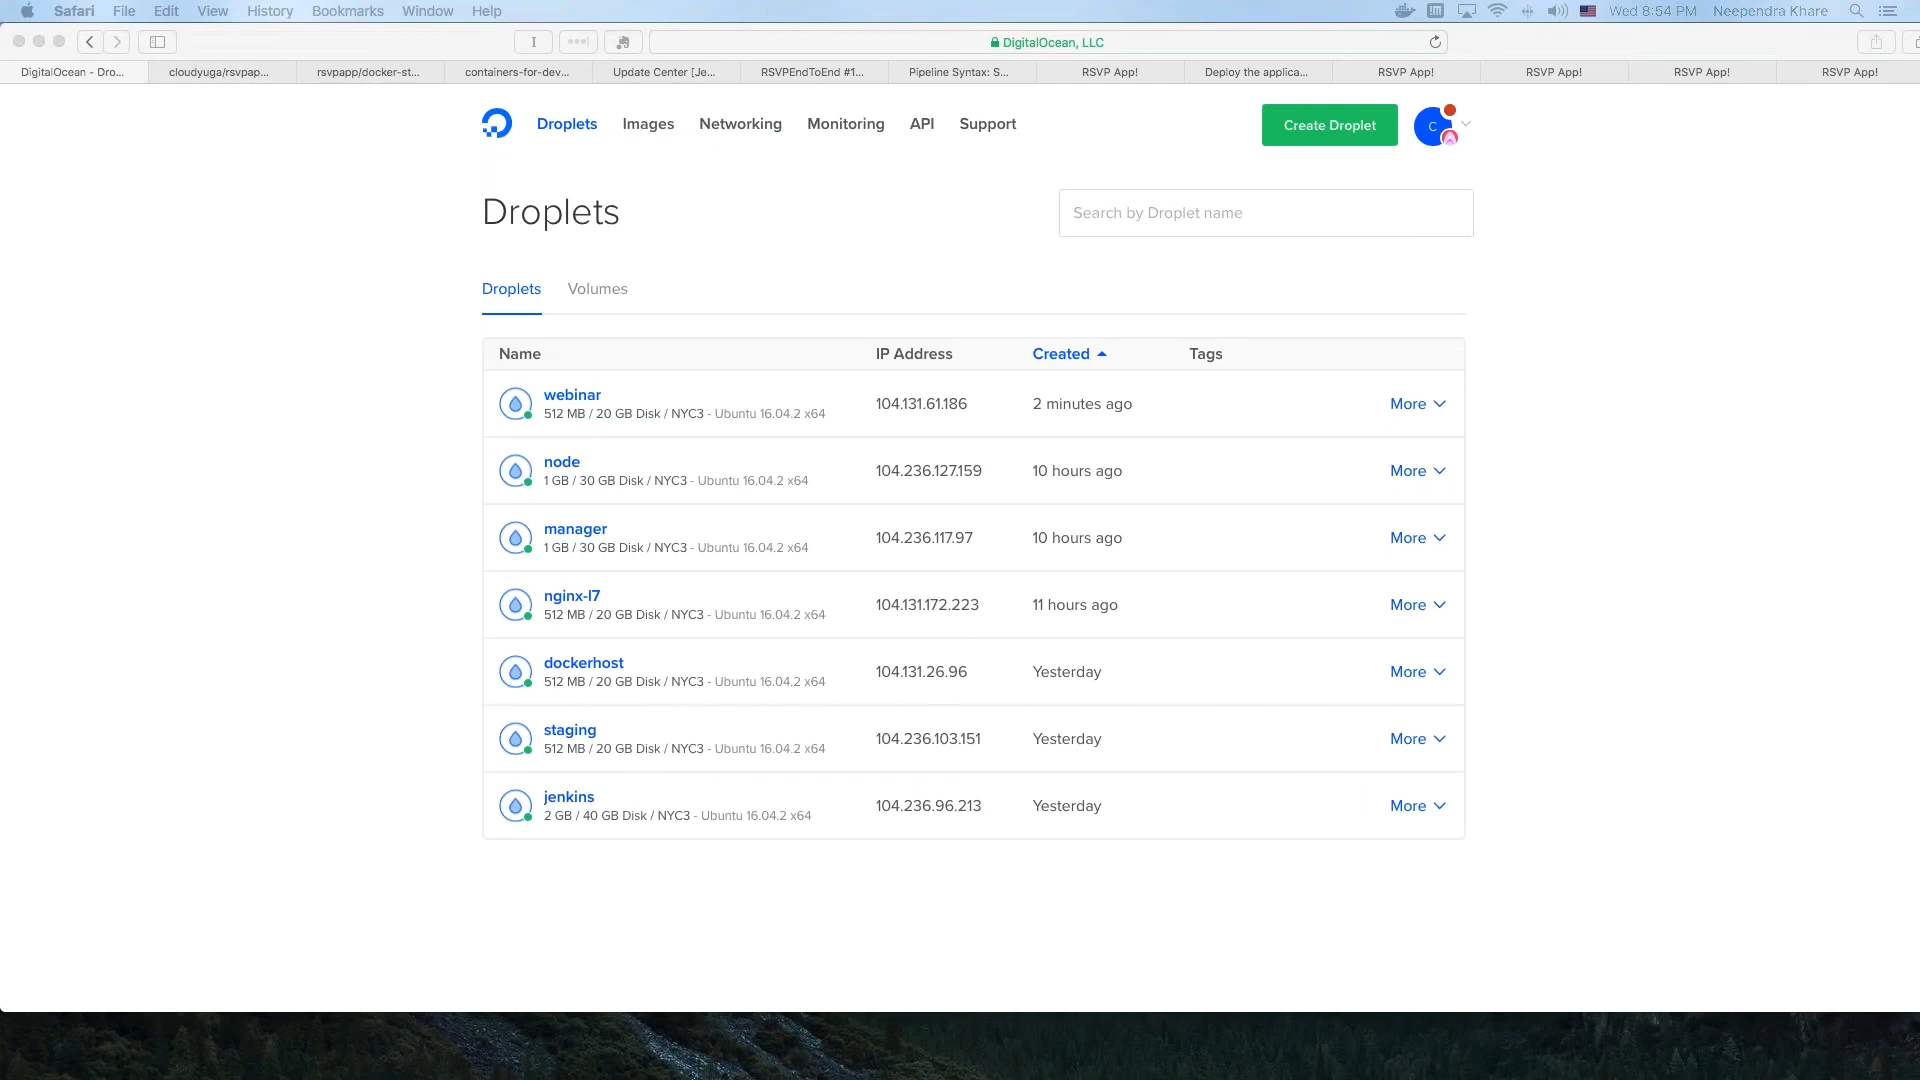 Safari File Edit View History Bookmarks Window Help Wed 8:54 PM Neependra Khare
DigitalOcean, LLC
DigitalOcean - Dro... cloudyuga/rsvpap... rsvpapp/docker-st... containers-for-dev... Update Center [Je... RSVPEndToEnd #1... Pipeline Syntax: S... RSVP App! Deploy the applica... RSVP App! RSVP App! RSVP App! RSVP App!
Droplets Images Networking Monitoring API Support Create Droplet C
Droplets Search by Droplet name
Droplets Volumes
Name IP Address Created Tags
webinar
512 MB / 20 GB Disk / NYC3 - Ubuntu 16.04.2 x64 104.131.61.186 2 minutes ago More
node
1 GB / 30 GB Disk / NYC3 - Ubuntu 16.04.2 x64 104.236.127.159 10 hours ago More
manager
1 GB / 30 GB Disk / NYC3 - Ubuntu 16.04.2 x64 104.236.117.97 10 hours ago More
nginx-l7
512 MB / 20 GB Disk / NYC3 - Ubuntu 16.04.2 x64 104.131.172.223 11 hours ago More
dockerhost
512 MB / 20 GB Disk / NYC3 - Ubuntu 16.04.2 x64 104.131.26.96 Yesterday More
staging
512 MB / 20 GB Disk / NYC3 - Ubuntu 16.04.2 x64 104.236.103.151 Yesterday More
jenkins
2 GB / 40 GB Disk / NYC3 - Ubuntu 16.04.2 x64 104.236.96.213 Yesterday More